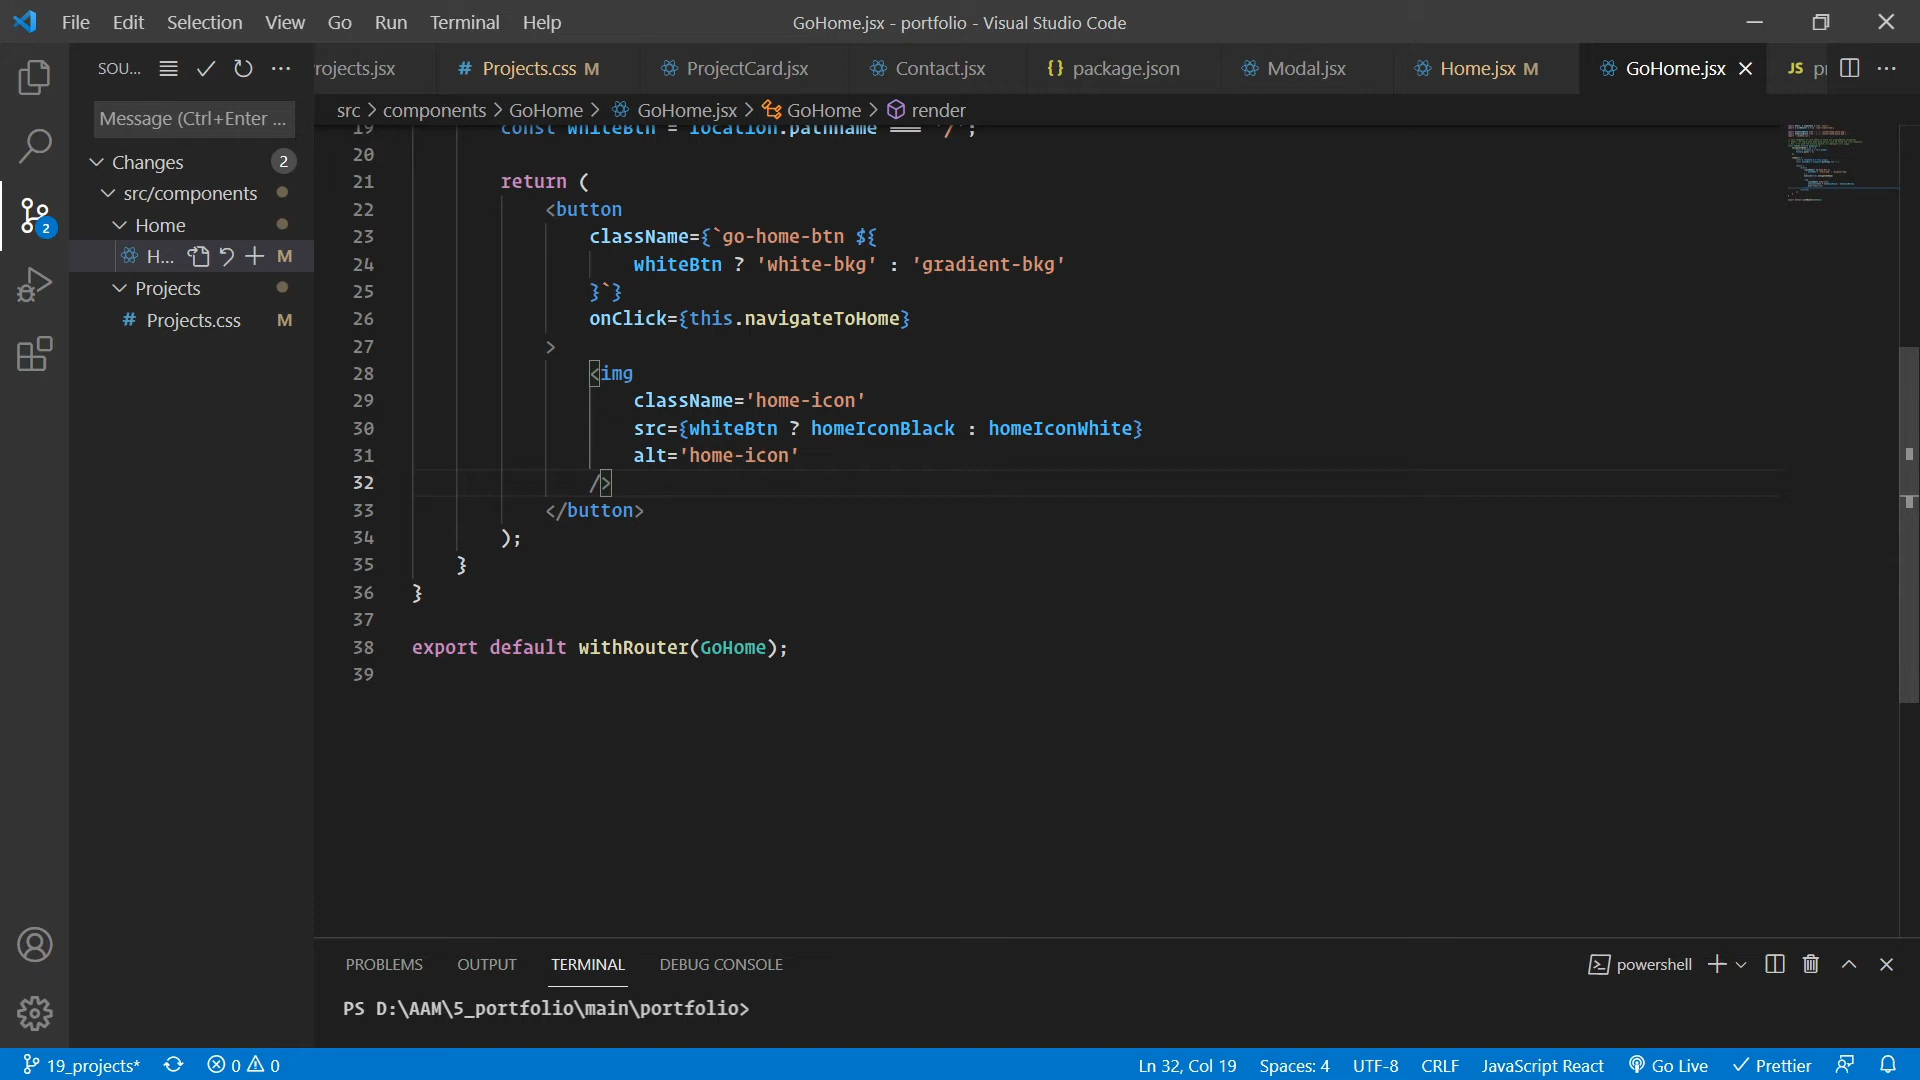 File Edit Selection View Go Run Terminal Help
GoHome.jsx - portfolio - Visual Studio Code
SOU...
rojects.jsx
# Projects.css M
ProjectCard.jsx
Contact.jsx
{} package.json
Modal.jsx
Home.jsx M
GoHome.jsx
JS
src > components > GoHome > GoHome.jsx > GoHome > render
Message (Ctrl+Enter ...
Changes 2
src/components
Home
H... M
Projects
# Projects.css M
2
19 const whiteBtn = location.pathname === '/';
20
21 return (
22 <button
23 className={`go-home-btn ${
24 whiteBtn ? 'white-bkg' : 'gradient-bkg'
25 }`}
26 onClick={this.navigateToHome}
27 >
28 <img
29 className='home-icon'
30 src={whiteBtn ? homeIconBlack : homeIconWhite}
31 alt='home-icon'
32 />
33 </button>
34 );
35 }
36 }
37
38 export default withRouter(GoHome);
39
PROBLEMS OUTPUT TERMINAL DEBUG CONSOLE
powershell
PS D:\AAM\5_portfolio\main\portfolio>
19_projects* 0 0
Ln 32, Col 19 Spaces: 4 UTF-8 CRLF JavaScript React Go Live Prettier